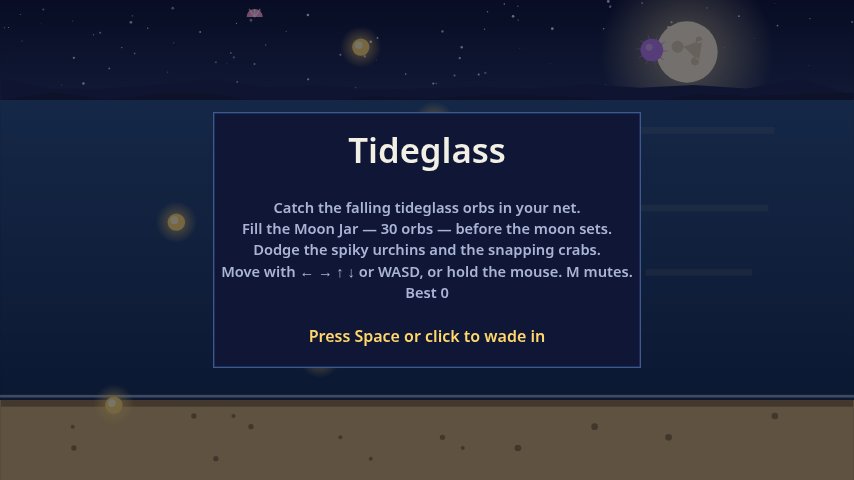 Tideglass
Catch the falling tideglass orbs in your net.
Fill the Moon Jar — 30 orbs — before the moon sets.
Dodge the spiky urchins and the snapping crabs.
Move with ← → ↑ ↓ or WASD, or hold the mouse. M mutes.
Best 0
Press Space or click to wade in